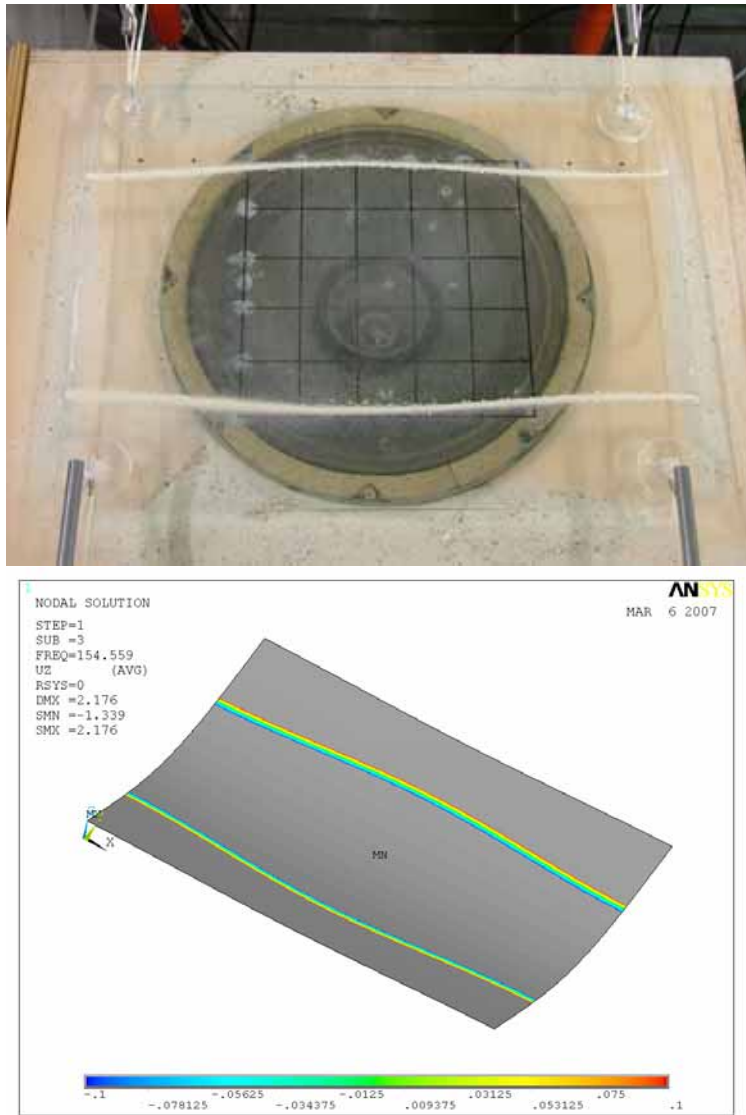 1
ANSYS
NODAL SOLUTION
MAR 6 2007
STEP=1
SUB =3
FREQ=154.559
UZ (AVG)
RSYS=0
DMX =2.176
SMN =-1.339
SMX =2.176
X
MN
-.1 -.05625 -.0125 .03125 .075
-.078125 -.034375 .009375 .053125 .1